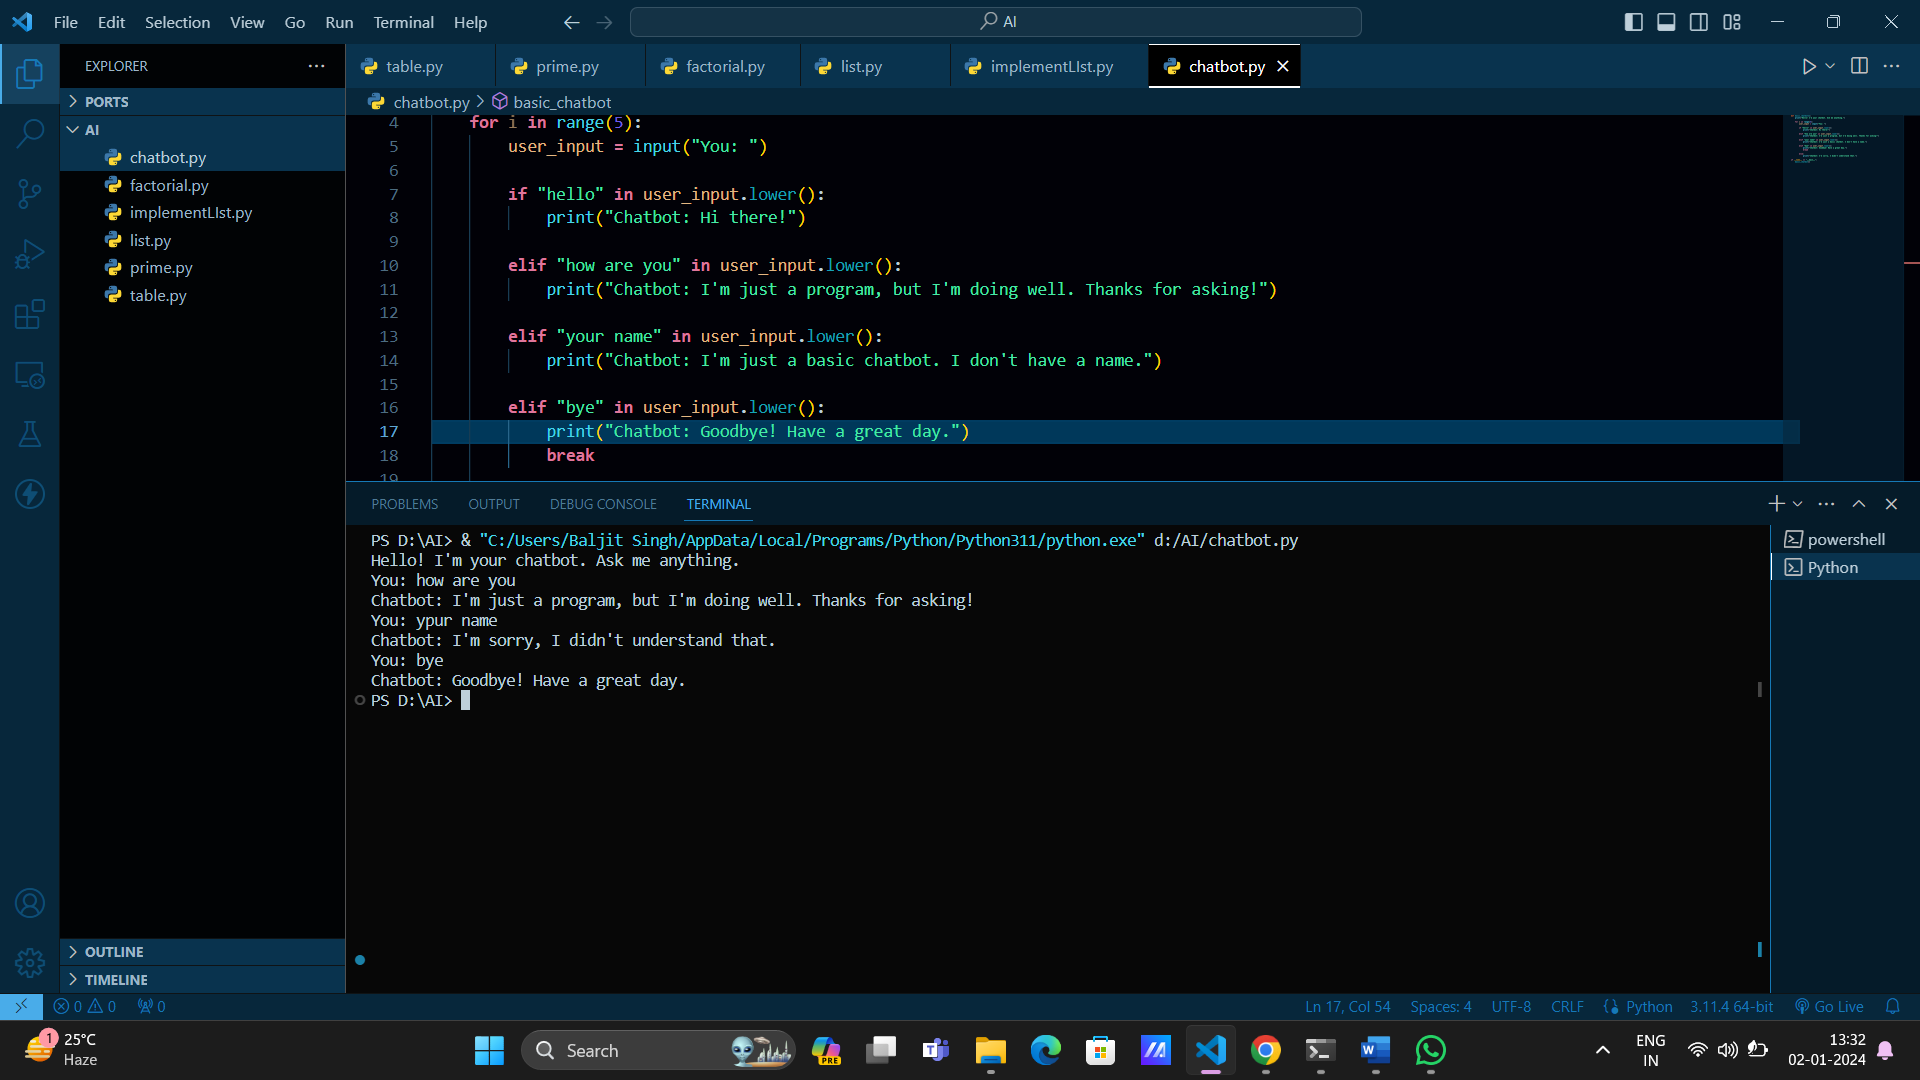 File Edit Selection View Go Run Terminal Help AI
EXPLORER
PORTS
AI
chatbot.py
factorial.py
implementLIst.py
list.py
prime.py
table.py
OUTLINE
TIMELINE
table.py prime.py factorial.py list.py implementLIst.py chatbot.py
chatbot.py > basic_chatbot
4 for i in range(5):
5 user_input = input("You: ")
6
7 if "hello" in user_input.lower():
8 print("Chatbot: Hi there!")
9
10 elif "how are you" in user_input.lower():
11 print("Chatbot: I'm just a program, but I'm doing well. Thanks for asking!")
12
13 elif "your name" in user_input.lower():
14 print("Chatbot: I'm just a basic chatbot. I don't have a name.")
15
16 elif "bye" in user_input.lower():
17 print("Chatbot: Goodbye! Have a great day.")
18 break
19
PROBLEMS OUTPUT DEBUG CONSOLE TERMINAL
PS D:\AI> & "C:/Users/Baljit Singh/AppData/Local/Programs/Python/Python311/python.exe" d:/AI/chatbot.py
Hello! I'm your chatbot. Ask me anything.
You: how are you
Chatbot: I'm just a program, but I'm doing well. Thanks for asking!
You: ypur name
Chatbot: I'm sorry, I didn't understand that.
You: bye
Chatbot: Goodbye! Have a great day.
PS D:\AI>
powershell
Python
0 0 0 Ln 17, Col 54 Spaces: 4 UTF-8 CRLF Python 3.11.4 64-bit Go Live
1
25°C
Haze
Search
PRE
ENG
IN
13:32
02-01-2024